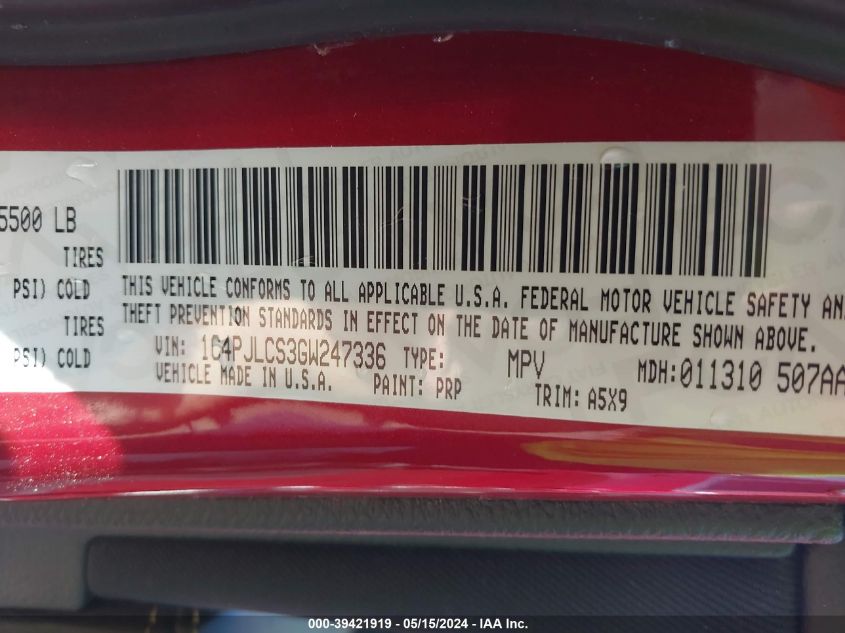 5500 LB
TIRES
PSI) COLD
TIRES
PSI) COLD
THIS VEHICLE CONFORMS TO ALL APPLICABLE U.S.A. FEDERAL MOTOR VEHICLE SAFETY AN
THEFT PREVENTION STANDARDS IN EFFECT ON THE DATE OF MANUFACTURE SHOWN ABOVE.
VIN: 1C4PJLCS3GW247336 TYPE: MPV MDH:011310 507AA
VEHICLE MADE IN U.S.A. PAINT: PRP TRIM: A5X9
000-39421919 - 05/15/2024 - IAA Inc.